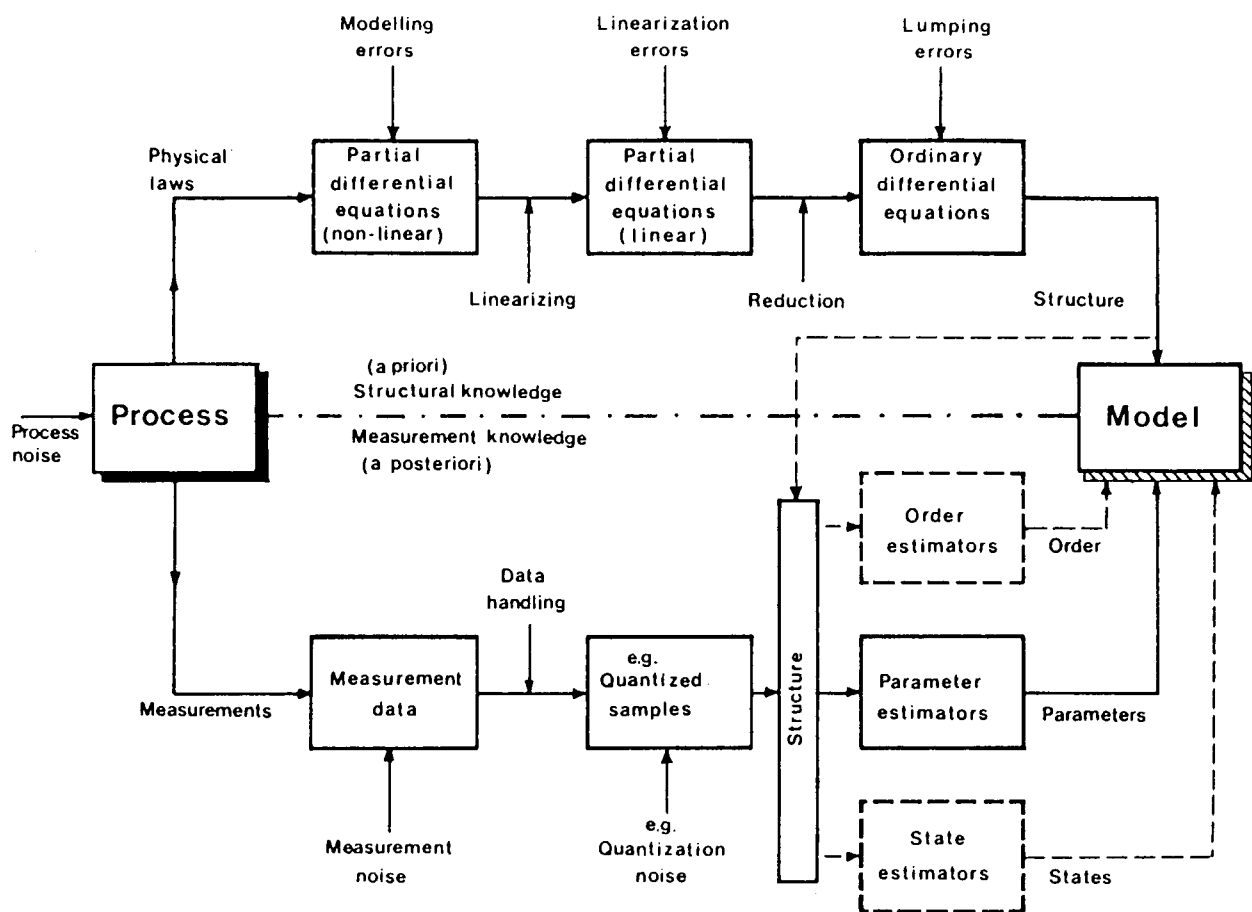 Modelling
errors
Linearization
errors
Lumping
errors
Physical
laws
Partial
differential
equations
(non-linear)
Partial
differential
equations
(linear)
Ordinary
differential
equations
Linearizing
Reduction
Structure
(a priori)
Structural knowledge
Process
Process
noise
Measurement knowledge
(a posteriori)
Model
Order
estimators
Order
Data
handling
Measurements
Measurement
data
e.g.
Quantized
samples
Structure
Parameter
estimators
Parameters
Measurement
noise
e.g.
Quantization
noise
State
estimators
States